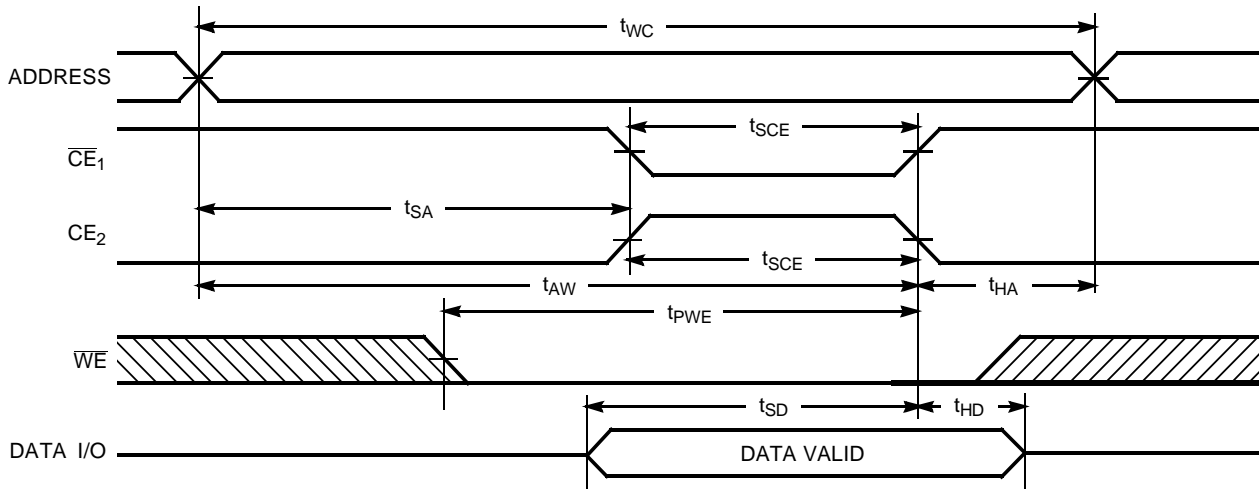 tWC
ADDRESS
tSCE
CE1
tSA
CE2
tSCE
tAW
tHA
tPWE
WE
tSD
tHD
DATA I/O
DATA VALID